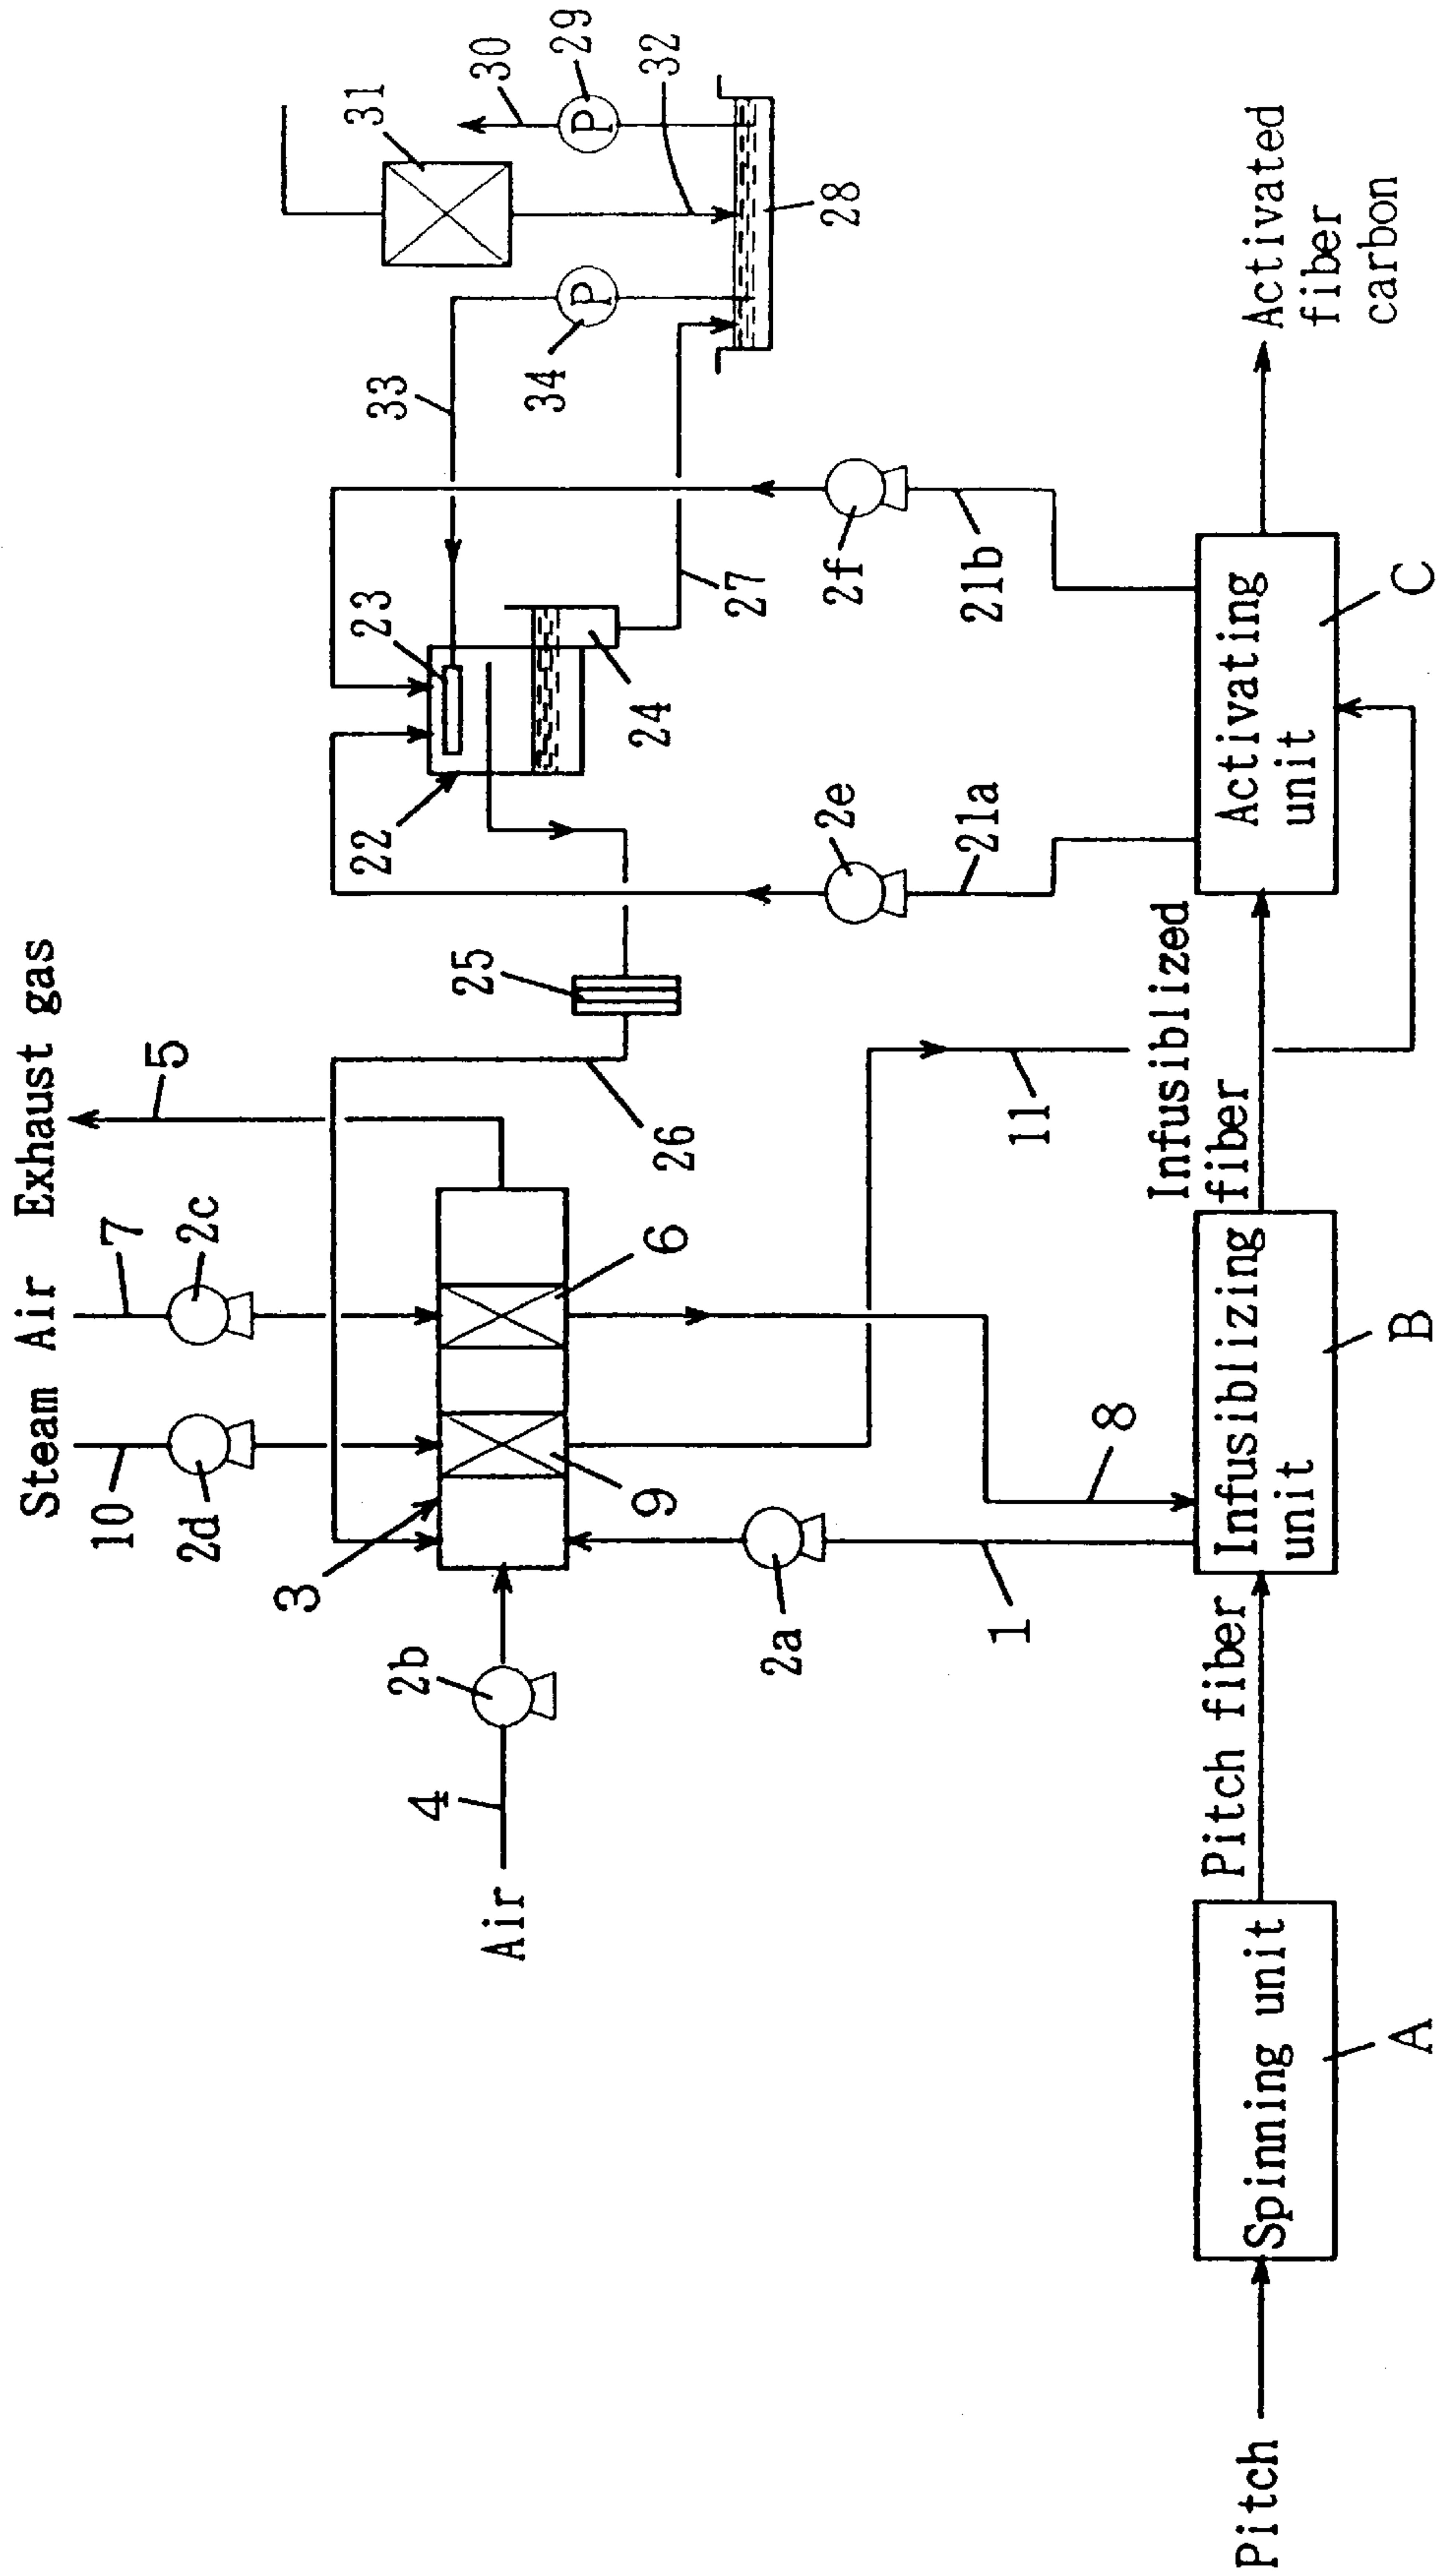 Steam Air Exhaust gas
10
7
5
2d
2c
3
9
6
26
25
22
23
33
31
30
29
32
34
24
27
28
Air
4
2b
2a
1
8
11
2e
21a
2f
21b
Pitch
Spinning unit
A
Pitch fiber
Infusiblizing
unit
B
Infusiblized
fiber
Activating
unit
C
Activated
fiber
carbon
P
P